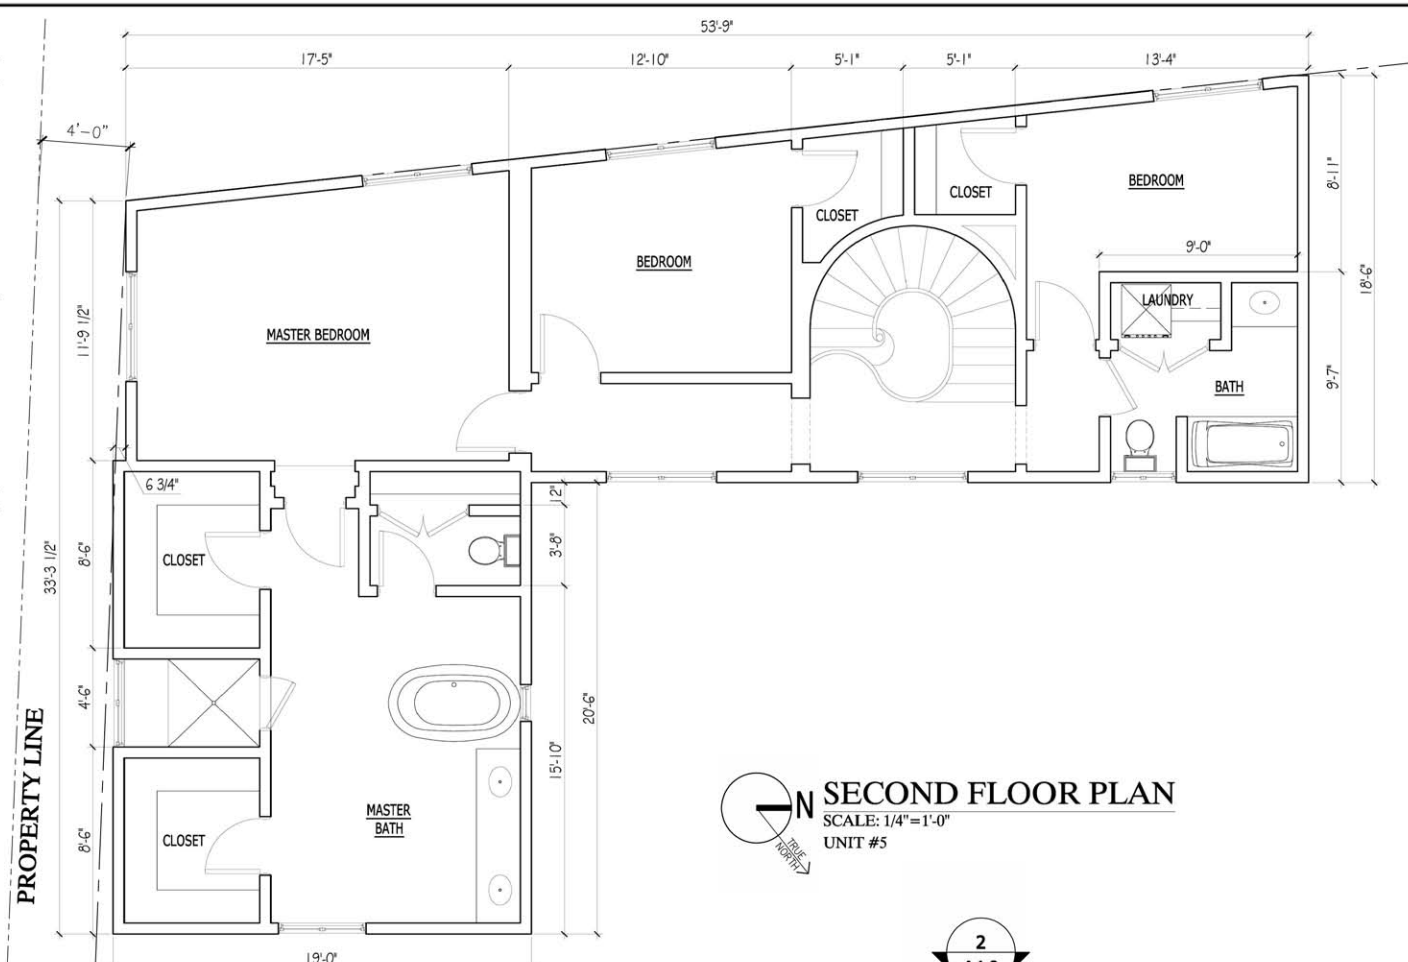 53'-9"
17'-5"
12'-10"
5'-1"
5'-1"
13'-4"
4'-0"
8'-11"
18'-6"
9'-7"
CLOSET
CLOSET
BEDROOM
BEDROOM
9'-0"
LAUNDRY
BATH
MASTER BEDROOM
11'-9 1/2"
6 3/4"
33'-3 1/2"
8'-6"
CLOSET
12"
3'-8"
4'-6"
20'-6"
15'-10"
PROPERTY LINE
MASTER
BATH
CLOSET
8'-6"
19'-0"
N
TRUE
NORTH
SECOND FLOOR PLAN
SCALE: 1/4"=1'-0"
UNIT #5
2